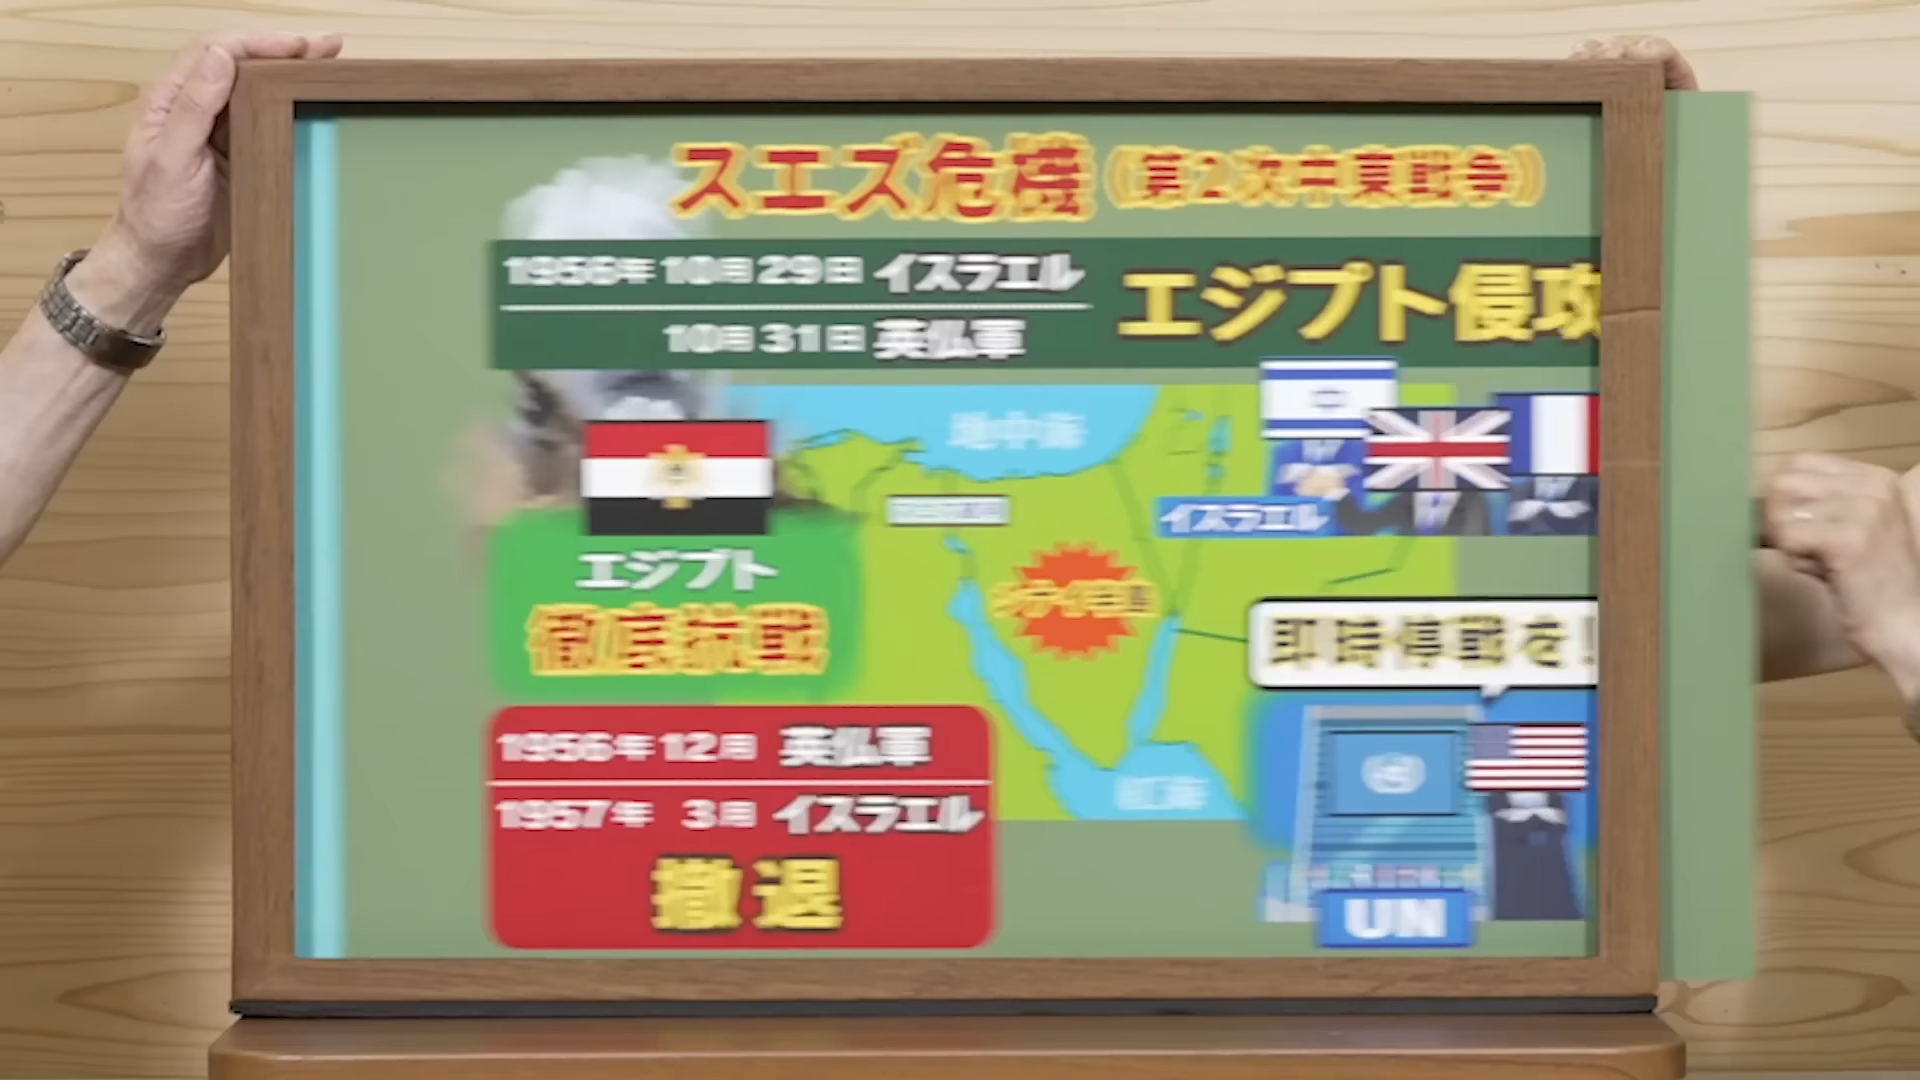 スエズ危機(第2次中東戦争)
1956年10月29日 イスラエル
10月31日 英仏軍
エジプト侵攻
地中海
イスラエル
エジプト
徹底抗戦
即時停戦を!
1956年12月 英仏軍
1957年 3月 イスラエル
撤退
紅海
UN